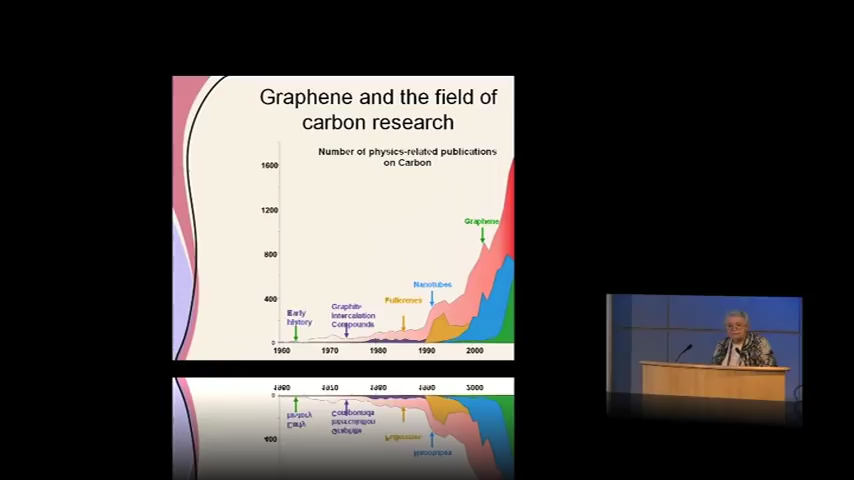 Graphene and the field of
carbon research
Number of physics-related publications
on Carbon
1600
1200
800
400
0
Graphene
Nanotubes
Fullerenes
Graphite
Intercalation
Compounds
Early
history
1960
1970
1980
1990
2000